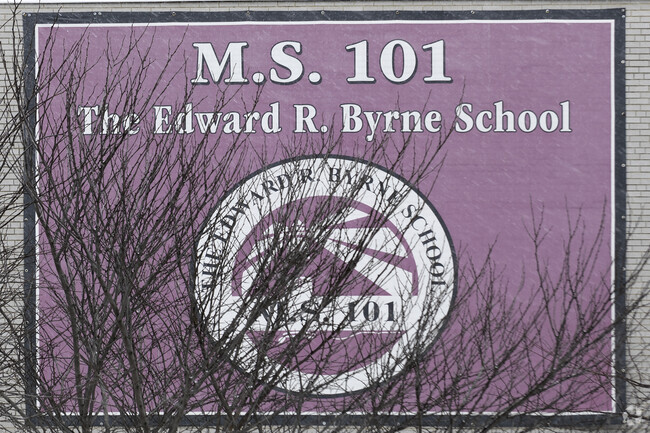 M.S. 101
The Edward R. Byrne School
THE EDWARD R BYRNE SCHOOL
M.S. 101